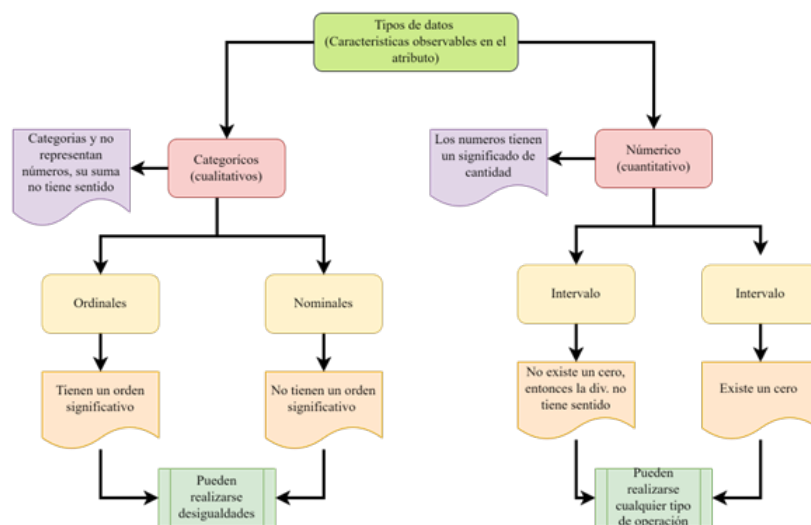 Tipos de datos
(Caracteristicas observables en el
atributo)
Categorias y no
representan
números, su suma
no tiene sentido
Categoricos
(cualitativos)
Los numeros tienen
un significado de
cantidad
Númerico
(cuantitativo)
Ordinales
Nominales
Intervalo
Intervalo
Tienen un orden
significativo
No tienen un orden
significativo
No existe un cero,
entonces la div. no
tiene sentido
Existe un cero
Pueden
realizarse
desigualdades
Pueden
realizarse
cualquier tipo
de operación